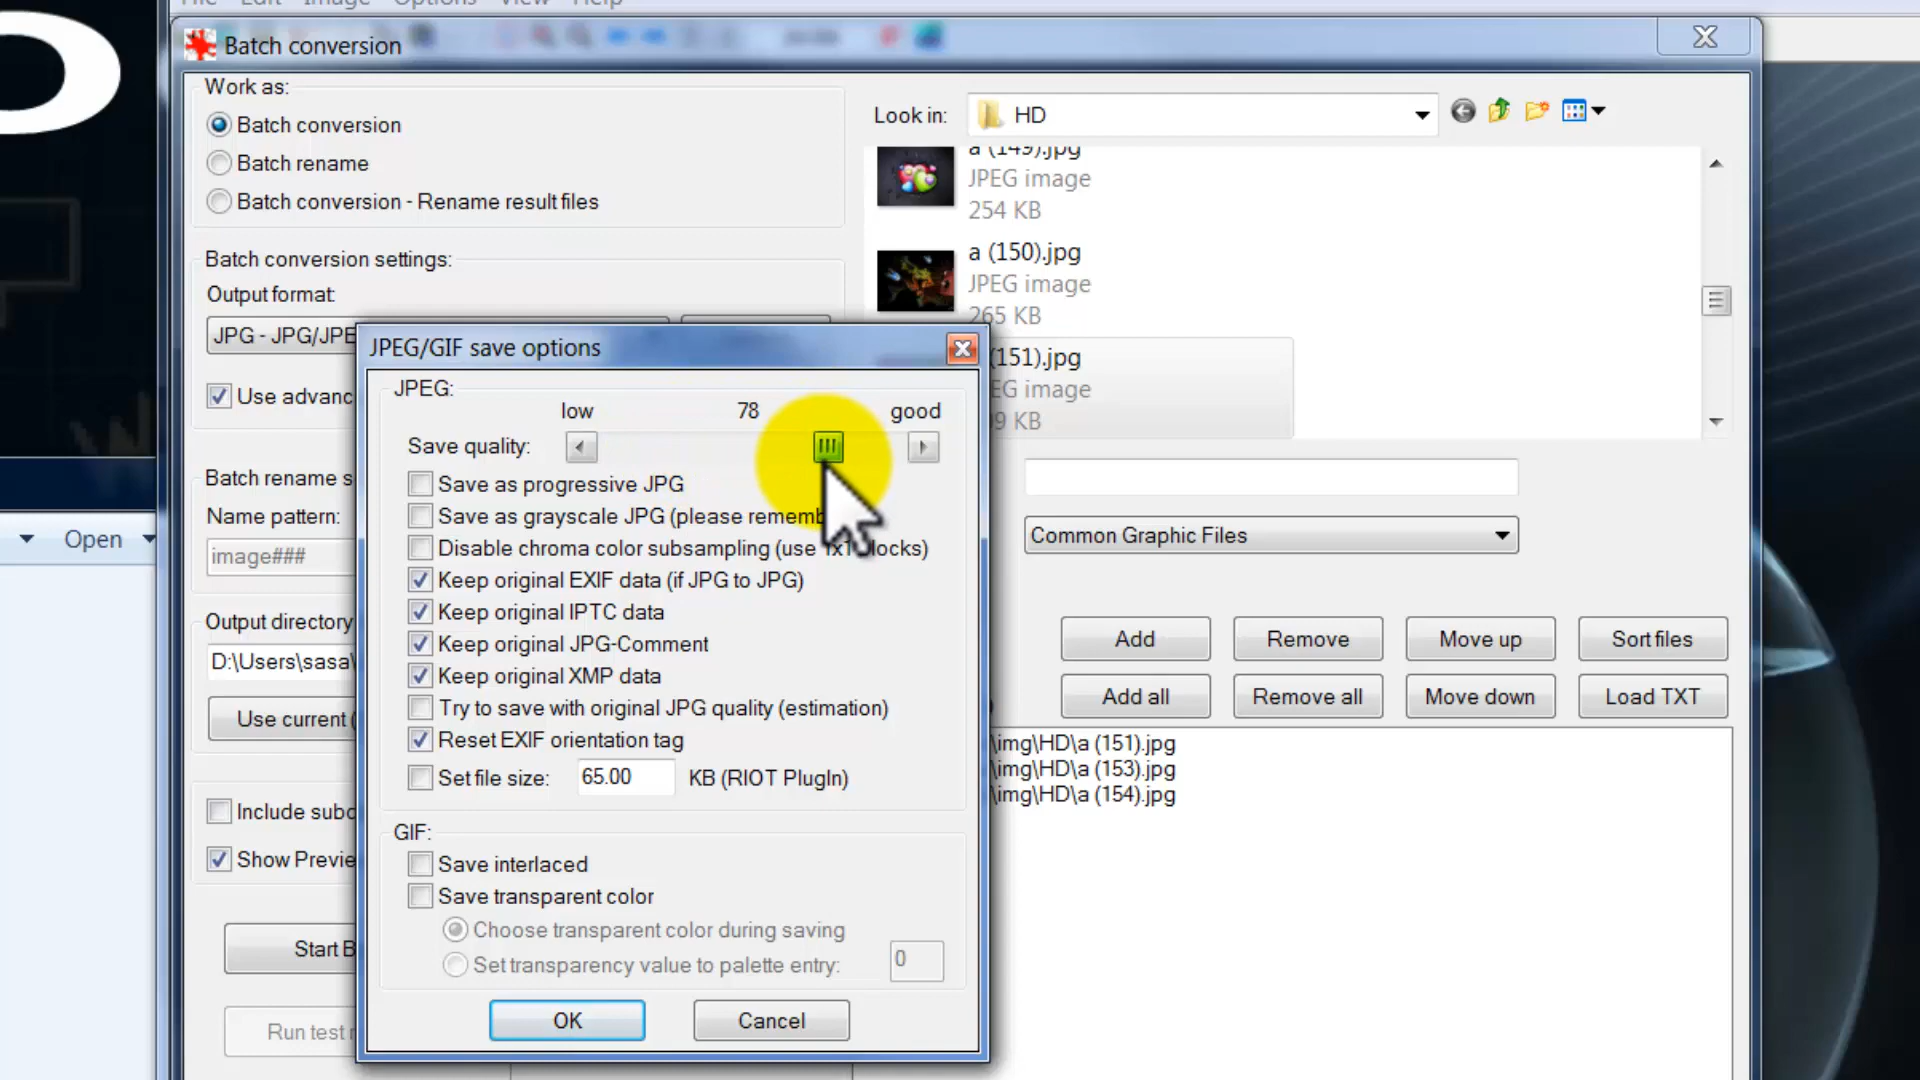 File Edit Image Options View Help
Batch conversion
Work as:
Batch conversion
Batch rename
Batch conversion - Rename result files
Batch conversion settings:
Output format:
JPG - JPG/JPE
Use advanc
Batch rename s
Name pattern:
image###
Output directory
D:\Users\sasa\
Use current (
Include subd
Show Previe
Start B
Run test r
Open
Look in: HD
a (149).jpg
JPEG image
254 KB
a (150).jpg
JPEG image
265 KB
(151).jpg
EG image
9 KB
Common Graphic Files
Add Remove Move up Sort files
Add all Remove all Move down Load TXT
\img\HD\a (151).jpg
\img\HD\a (153).jpg
\img\HD\a (154).jpg
JPEG/GIF save options
JPEG:
low 78 good
Save quality:
Save as progressive JPG
Save as grayscale JPG (please rememb
Disable chroma color subsampling (use 1x1 blocks)
Keep original EXIF data (if JPG to JPG)
Keep original IPTC data
Keep original JPG-Comment
Keep original XMP data
Try to save with original JPG quality (estimation)
Reset EXIF orientation tag
Set file size: 65.00 KB (RIOT PlugIn)
GIF:
Save interlaced
Save transparent color
Choose transparent color during saving
Set transparency value to palette entry: 0
OK Cancel